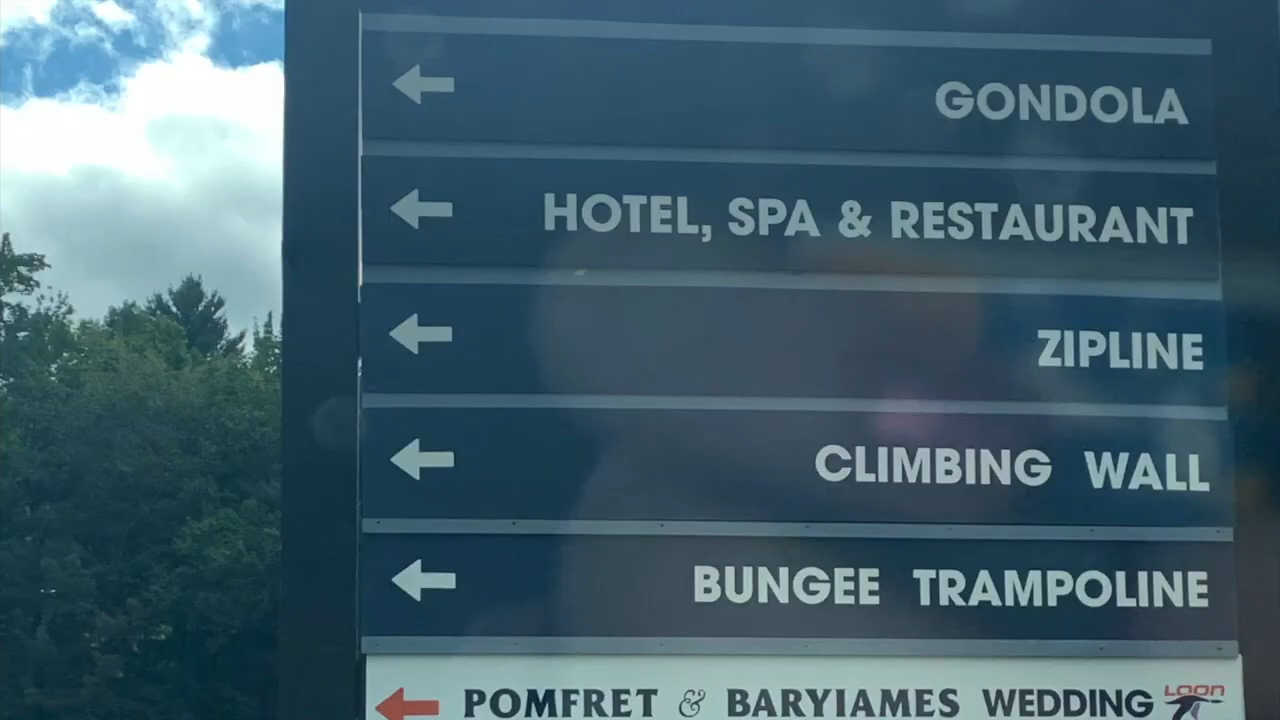 GONDOLA
HOTEL, SPA & RESTAURANT
ZIPLINE
CLIMBING WALL
BUNGEE TRAMPOLINE
POMFRET & BARYIAMES WEDDING LOON